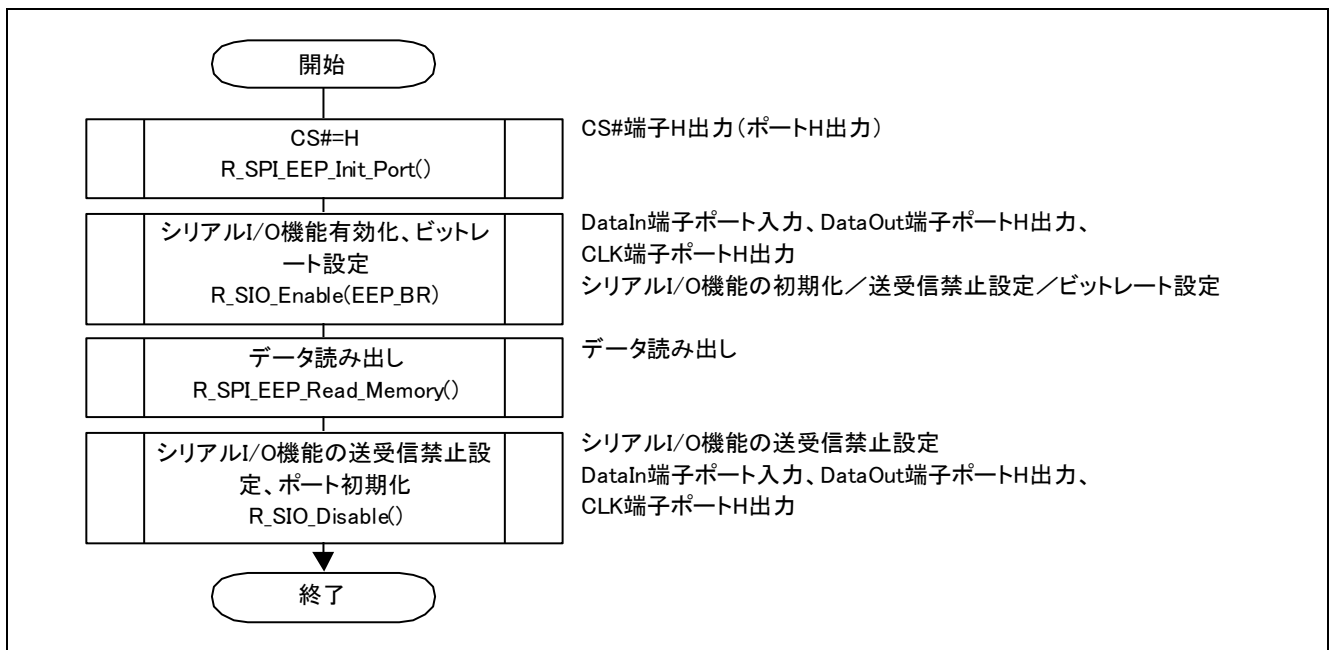 開始
CS#=H
R_SPI_EEP_Init_Port()
CS#端子H出力(ポートH出力)
シリアルI/O機能有効化、ビットレ
ート設定
R_SIO_Enable(EEP_BR)
DataIn端子ポート入力、DataOut端子ポートH出力、
CLK端子ポートH出力
シリアルI/O機能の初期化/送受信禁止設定/ビットレート設定
データ読み出し
R_SPI_EEP_Read_Memory()
データ読み出し
シリアルI/O機能の送受信禁止設
定、ポート初期化
R_SIO_Disable()
シリアルI/O機能の送受信禁止設定
DataIn端子ポート入力、DataOut端子ポートH出力、
CLK端子ポートH出力
終了